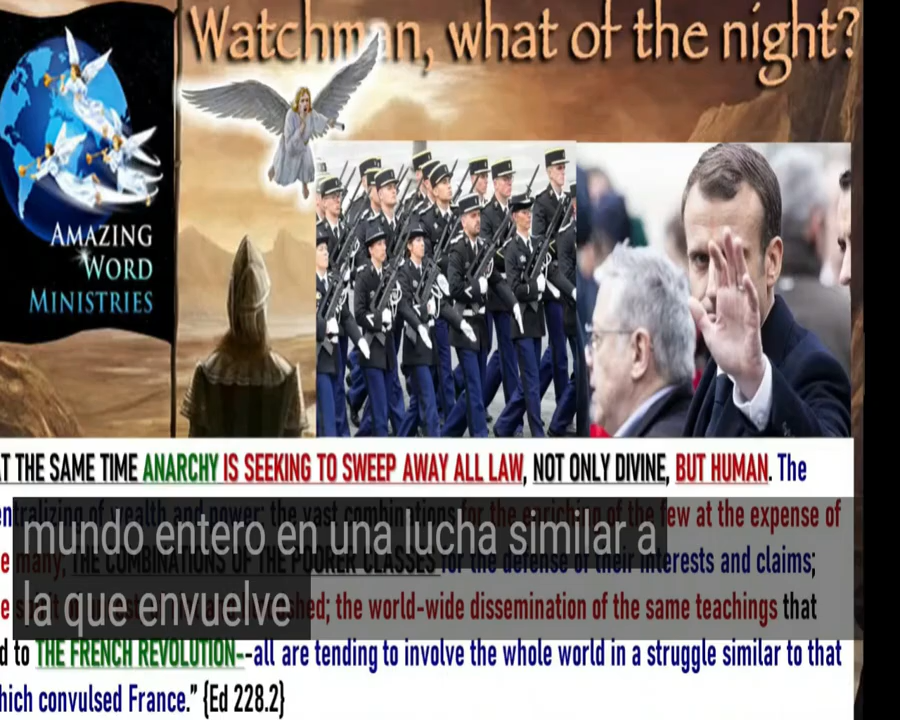 Watchman, what of the night?
AMAZING
WORD
MINISTRIES
AT THE SAME TIME ANARCHY IS SEEKING TO SWEEP AWAY ALL LAW, NOT ONLY DIVINE, BUT HUMAN. The
centralizing of wealth and power; the vast combinations for the enriching of the few at the expense of
many, THE COMBINATIONS OF THE POORER CLASSES for the defense of their interests and claims;
the world-wide dissemination of the same teachings that
to THE FRENCH REVOLUTION--all are tending to involve the whole world in a struggle similar to that
which convulsed France." {Ed 228.2}
mundo entero en una lucha similar a
la que envuelve